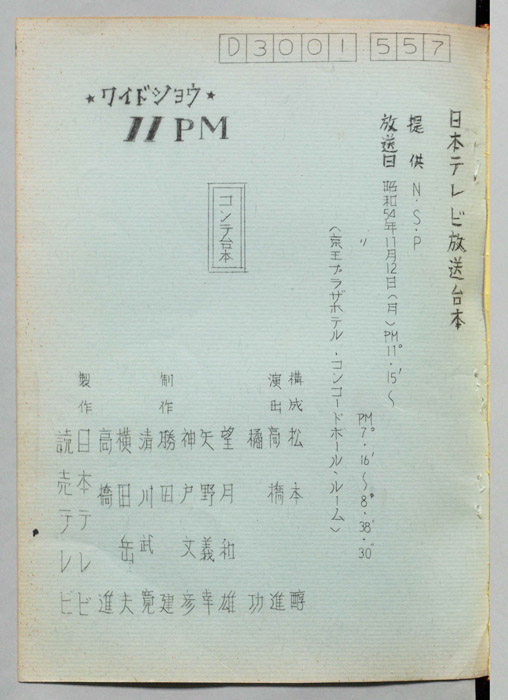 D3001 557
日本テレビ放送台本
提供 N・S・P
放送日 昭和54年11月12日(月)PM11°・15′〜
〃 PM7°・16′〜8°・38′・30″
(京王プラザホテル・コンコードホール・ルーム)
★ワイドショウ★
11PM
コンテ台本
構成 松本 醇
演出 高橋 進
橘 功
望月 和雄
矢野 義幸
神戸 文彦
制作 勝田 建
清川 武寛
横田 岳夫
高橋 進
製作 日本テレビ
読売テレビ